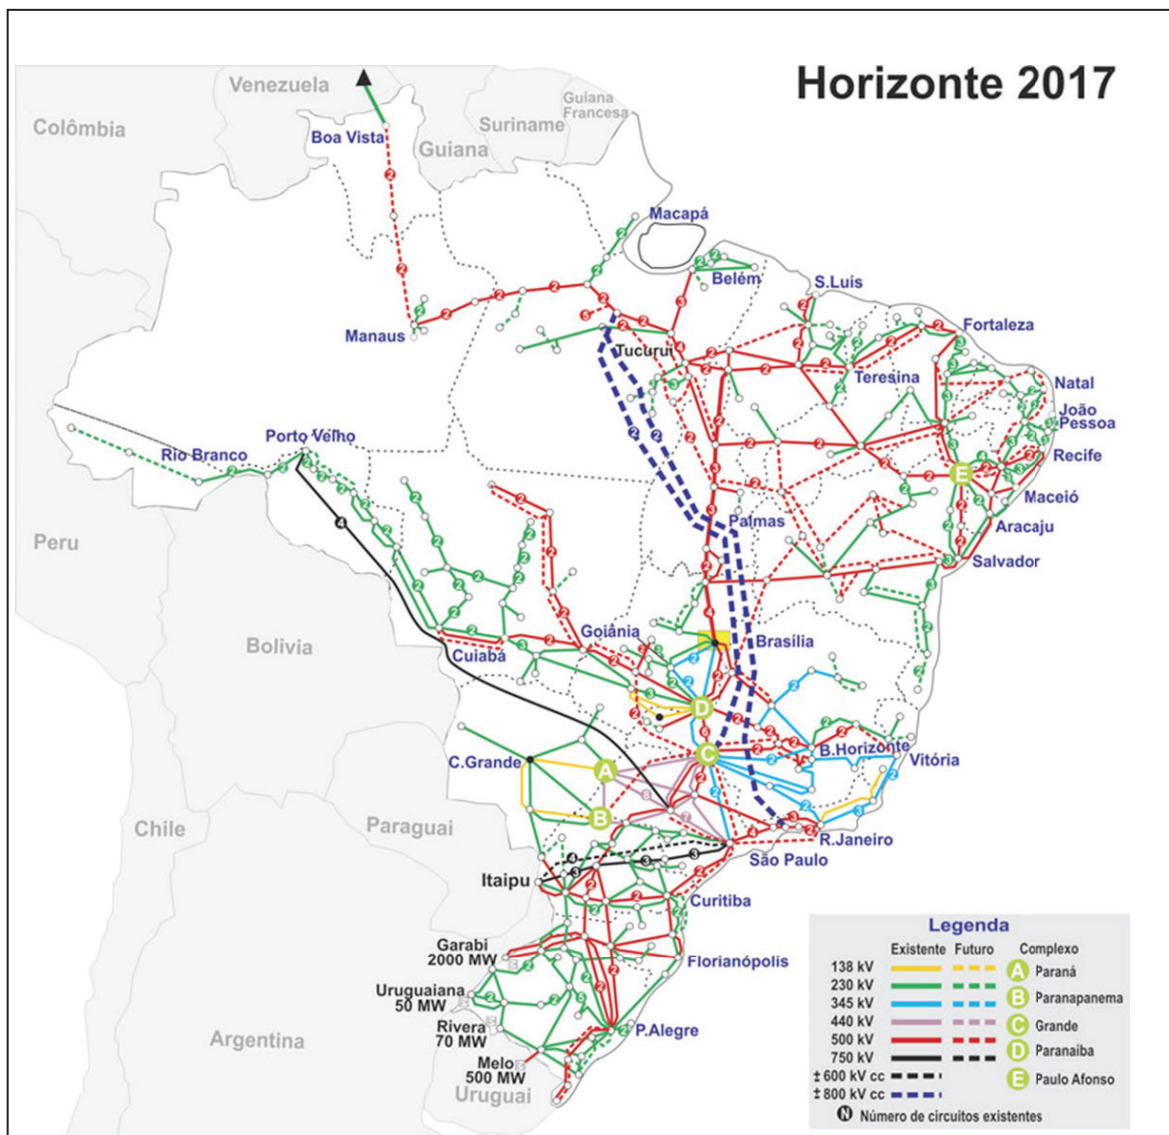 Horizonte 2017
Venezuela
Colômbia
Boa Vista
Guiana
Suriname
Guiana
Francesa
Macapá
Belém
S.Luís
Fortaleza
Manaus
Tucuruí
Teresina
Natal
João
Pessoa
Recife
Porto Velho
Rio Branco
E
Maceió
Palmas
Aracaju
Salvador
Peru
Bolivia
Goiânia
Brasília
Cuiabá
D
C
B.Horizonte
Vitória
C.Grande
A
B
Chile
Paraguai
R.Janeiro
São Paulo
Itaipu
Curitiba
Garabi
2000 MW
Florianópolis
Uruguaiana
50 MW
Rivera
70 MW
P.Alegre
Melo
500 MW
Argentina
Uruguai
Legenda
Existente Futuro Complexo
138 kV A Paraná
230 kV
345 kV B Paranapanema
440 kV C Grande
500 kV
750 kV D Paranaíba
±600 kV cc
±800 kV cc E Paulo Afonso
N Número de circuitos existentes